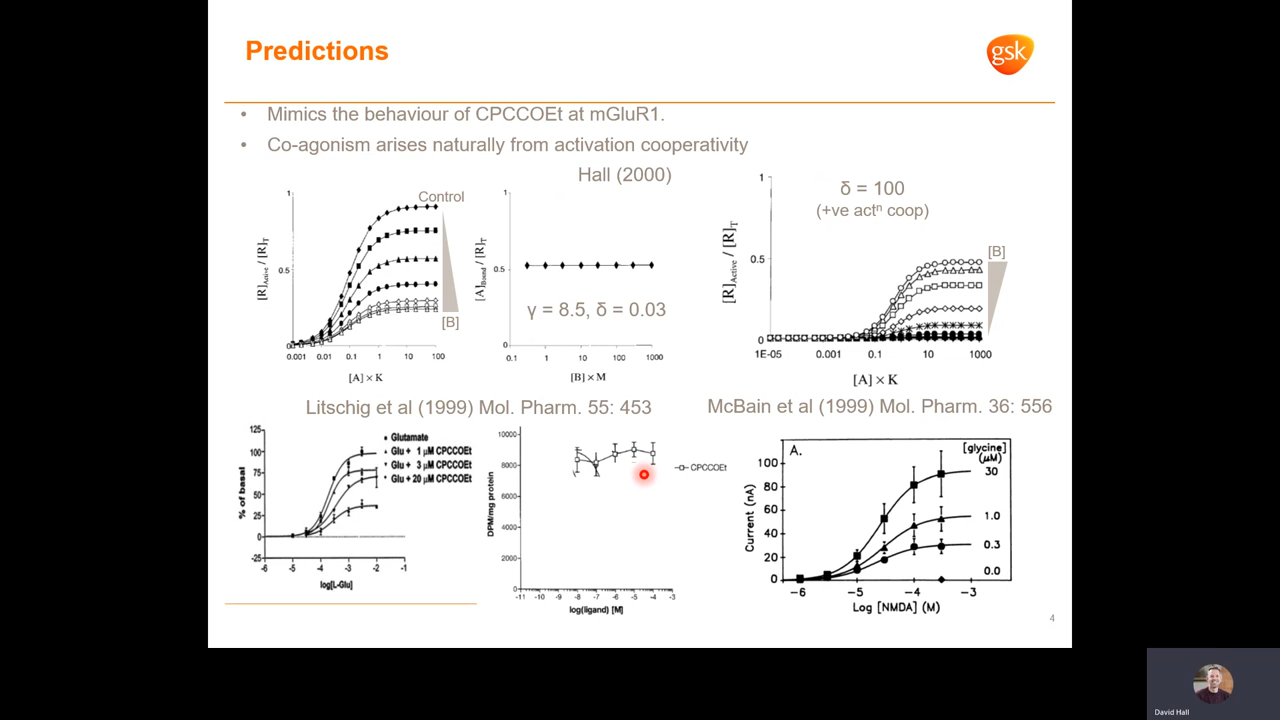 Predictions
gsk
• Mimics the behaviour of CPCCOEt at mGluR1.
• Co-agonism arises naturally from activation cooperativity
Hall (2000)
[R]Active / [R]T
1
0.5
0
0.001 0.01 0.1 1 10 100
[A] × K
Control
[B]
[A]Bound / [R]T
1
0.5
0
γ = 8.5, δ = 0.03
0.1 1 10 100 1000
[B] × M
[R]Active / [R]T
1
0.5
0
δ = 100
(+ve actⁿ coop)
[B]
1E-05 0.001 0.1 10 1000
[A] × K
Litschig et al (1999) Mol. Pharm. 55: 453
McBain et al (1999) Mol. Pharm. 36: 556
% of basal
125
100
75
50
25
0
-25
Glutamate
Glu + 1 µM CPCCOEt
Glu + 3 µM CPCCOEt
Glu + 20 µM CPCCOEt
-6 -5 -4 -3 -2 -1
log[L-Glu]
DPM/mg protein
10000
8000
6000
4000
2000
0
CPCCOEt
-11 -10 -9 -8 -7 -6 -5 -4 -3
log(ligand) [M]
A.
Current (nA)
100
80
60
40
20
0
[glycine]
(µM)
30
1.0
0.3
0.0
-6 -5 -4 -3
Log [NMDA] (M)
4
David Hall